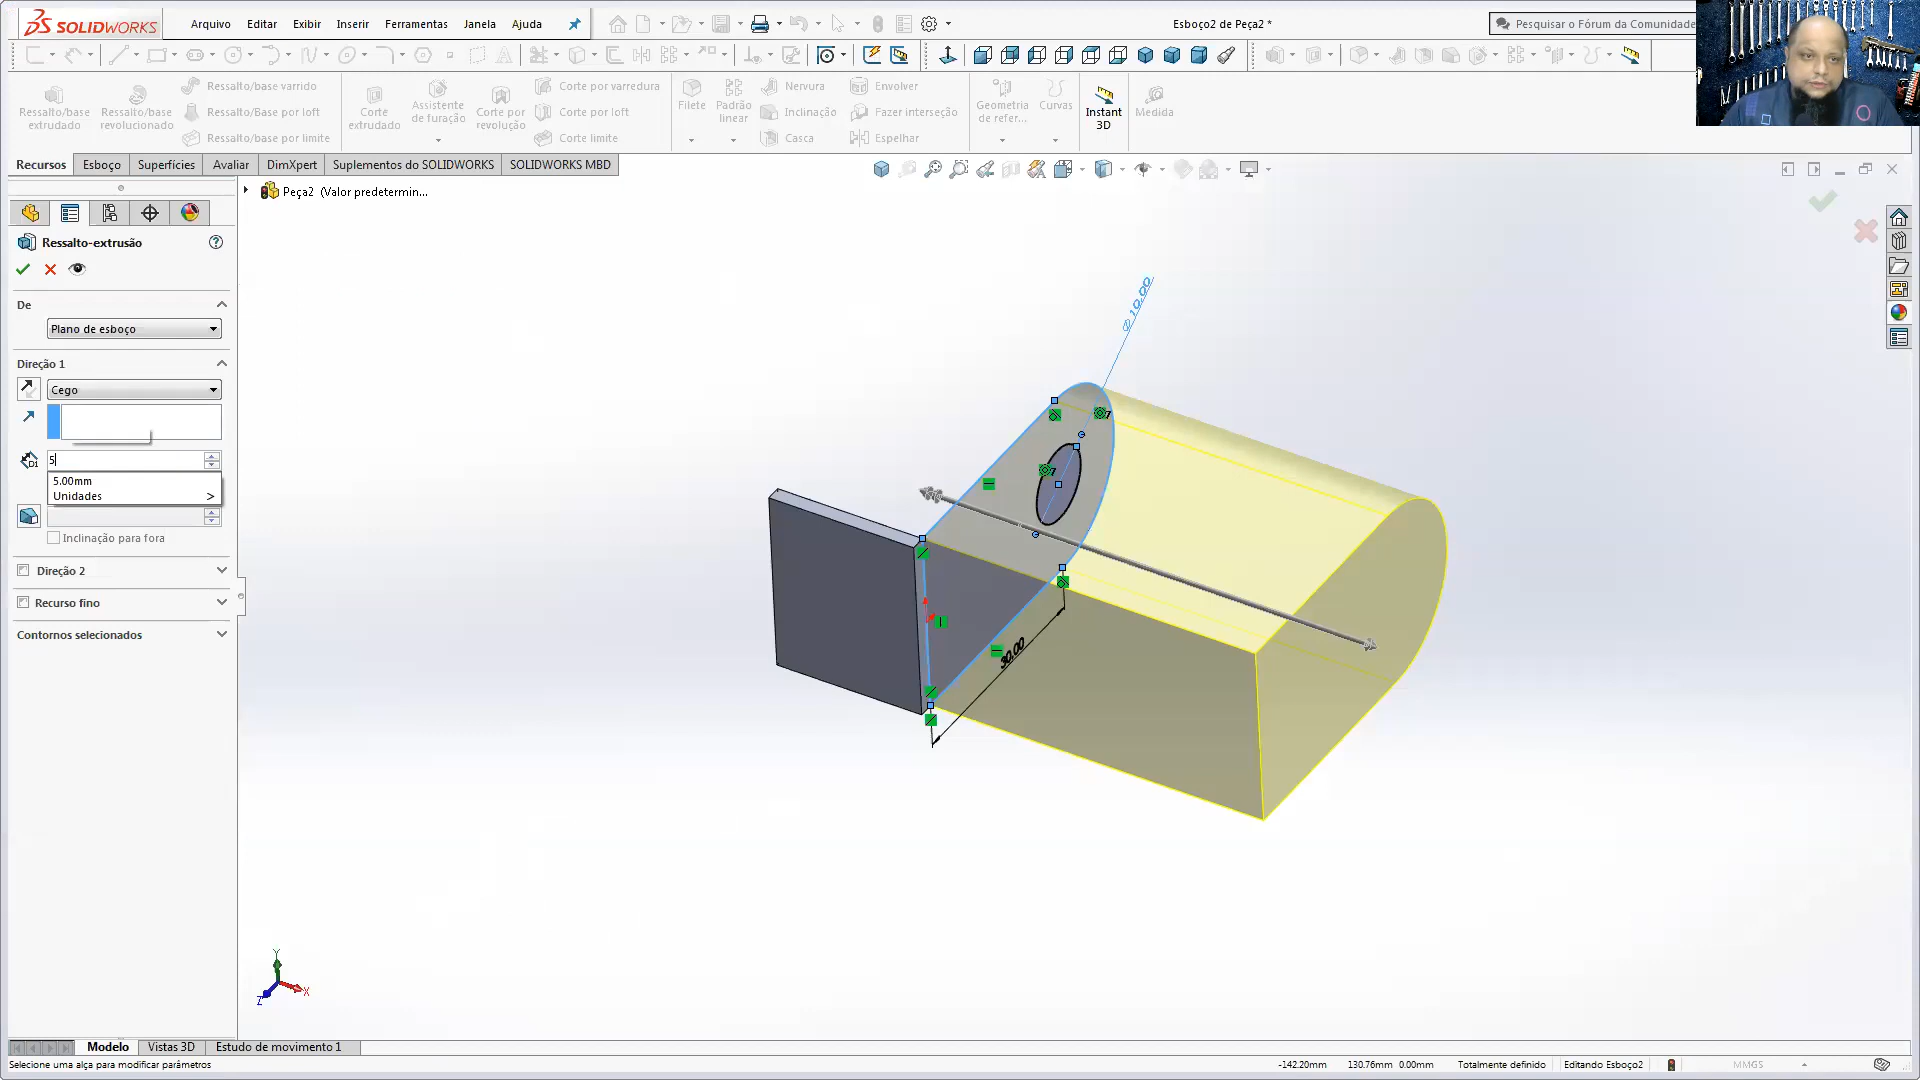 SOLIDWORKS
Arquivo
Editar
Exibir
Inserir
Ferramentas
Janela
Ajuda
Esboço2 de Peça2 *
Pesquisar o Fórum da Comunidade
Ressalto/base
extrudado
Ressalto/base
revolucionado
Ressalto/base varrido
Ressalto/base por loft
Ressalto/base por limite
Corte
extrudado
Assistente
de furação
Corte por
revolução
Corte por varredura
Corte por loft
Corte limite
Filete
Padrão
linear
Nervura
Inclinação
Casca
Envolver
Fazer interseção
Espelhar
Geometria
de refer...
Curvas
Instant
3D
Medida
Recursos
Esboço
Superfícies
Avaliar
DimXpert
Suplementos do SOLIDWORKS
SOLIDWORKS MBD
Peça2 (Valor predetermin...
Ressalto-extrusão
De
Plano de esboço
Direção 1
Cego
D1
5
5.00mm
Unidades >
Inclinação para fora
Direção 2
Recurso fino
Contornos selecionados
Ø 10.00
30.00
Y
X
Z
Modelo
Vistas 3D
Estudo de movimento 1
Selecione uma alça para modificar parâmetros
-142.20mm
130.76mm
0.00mm
Totalmente definido
Editando Esboço2
MMGS